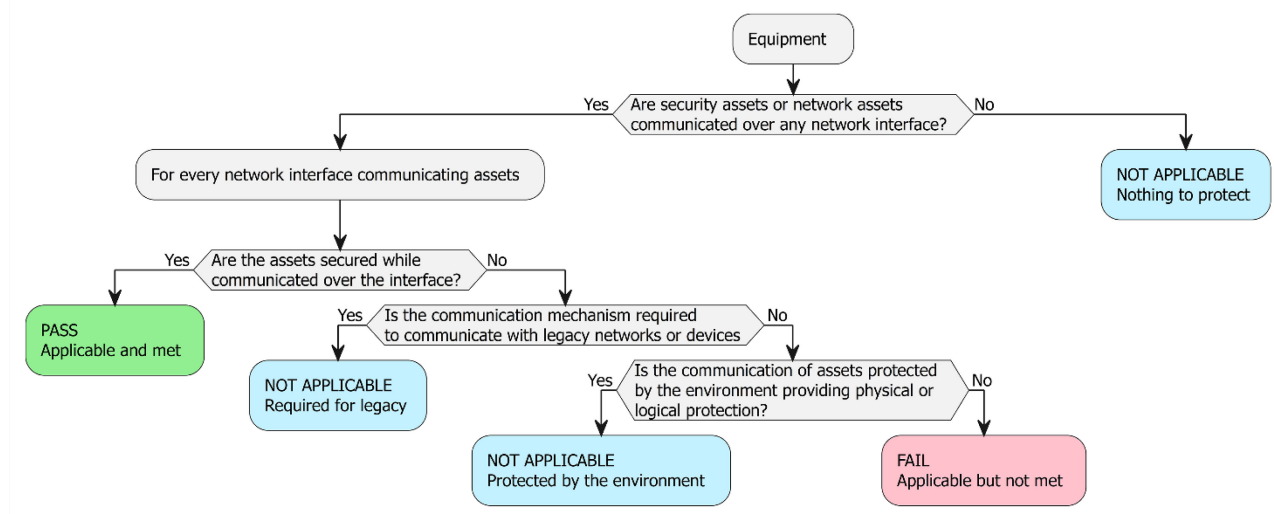 Equipment
Yes
Are security assets or network assets
communicated over any network interface?
No
For every network interface communicating assets
NOT APPLICABLE
Nothing to protect
Yes
Are the assets secured while
communicated over the interface?
No
PASS
Applicable and met
Yes
Is the communication mechanism required
to communicate with legacy networks or devices
No
NOT APPLICABLE
Required for legacy
Yes
Is the communication of assets protected
by the environment providing physical or
logical protection?
No
NOT APPLICABLE
Protected by the environment
FAIL
Applicable but not met